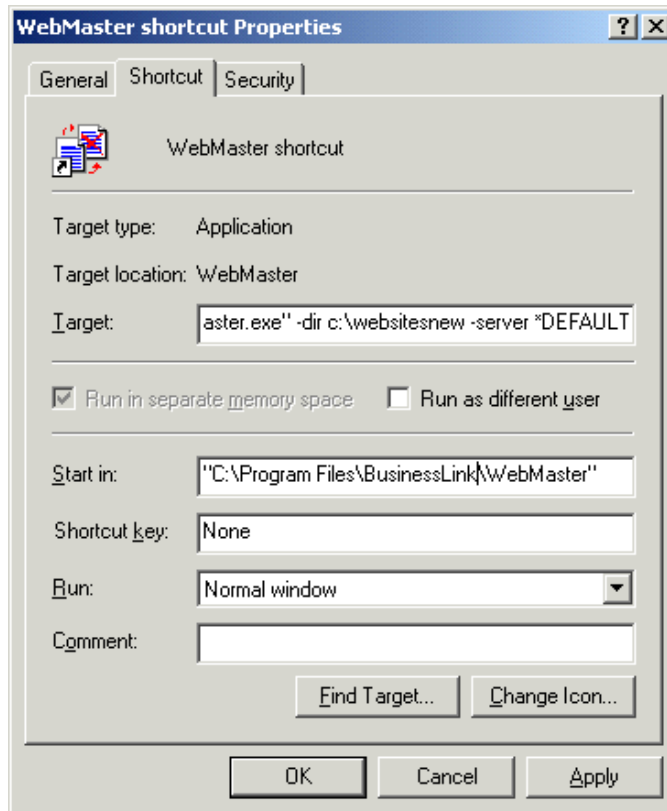 WebMaster shortcut Properties
General Shortcut Security
WebMaster shortcut
Target type: Application
Target location: WebMaster
Target: aster.exe" -dir c:\websitesnew -server *DEFAULT
Run in separate memory space Run as different user
Start in: "C:\Program Files\BusinessLink\WebMaster"
Shortcut key: None
Run: Normal window
Comment:
Find Target... Change Icon...
OK Cancel Apply